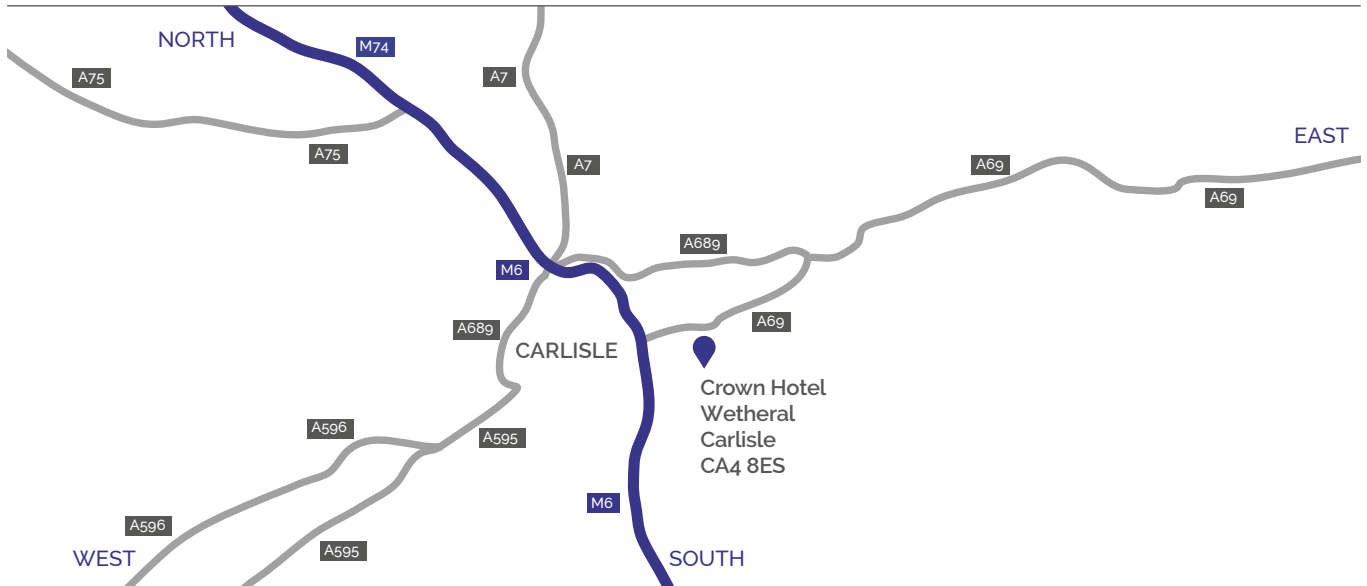 NORTH
M74
A75
A7
A75
A7
EAST
A69
A69
A689
M6
A689
A69
CARLISLE
Crown Hotel
Wetheral
Carlisle
CA4 8ES
A596
A595
M6
A596
A595
WEST
SOUTH